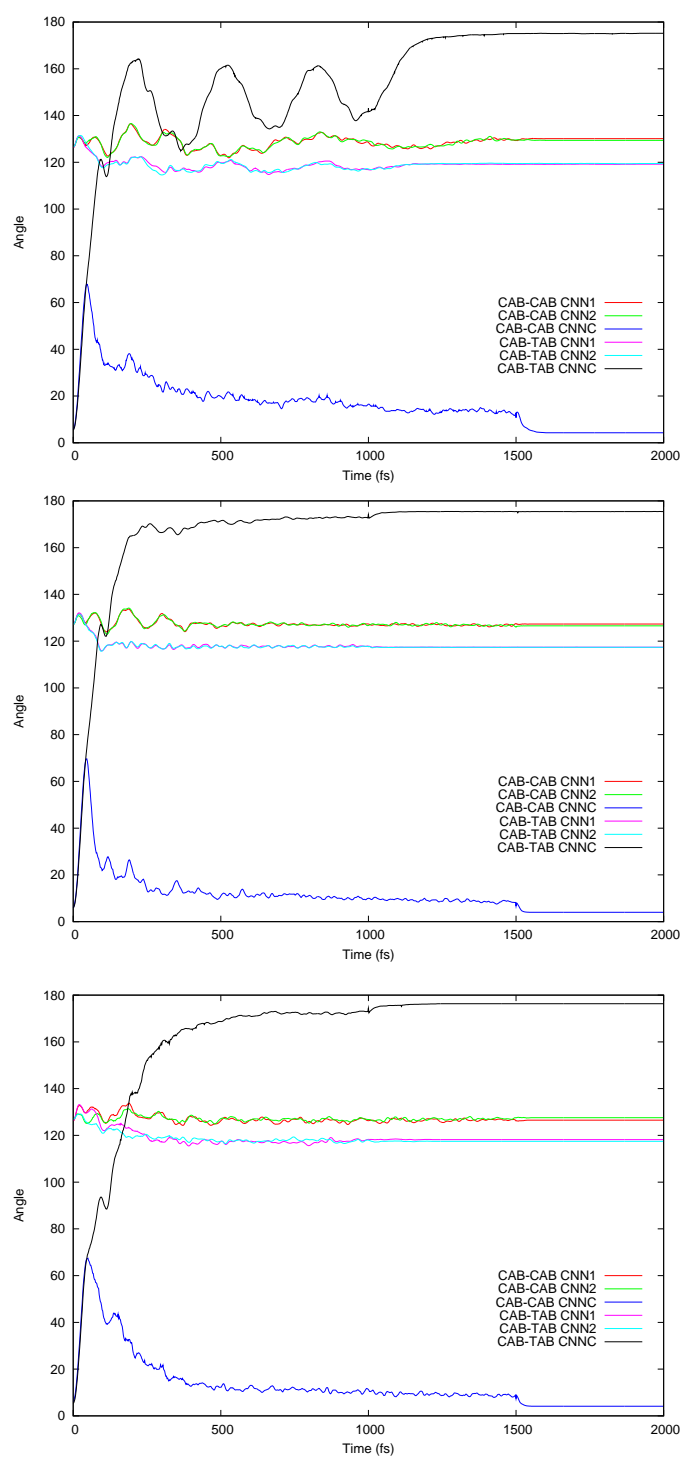 180
160
140
120
100
80
60
40
20
0
Angle
CAB-CAB CNN1
CAB-CAB CNN2
CAB-CAB CNNC
CAB-TAB CNN1
CAB-TAB CNN2
CAB-TAB CNNC
0 500 1000 1500 2000
Time (fs)
180
160
140
120
100
80
60
40
20
0
Angle
CAB-CAB CNN1
CAB-CAB CNN2
CAB-CAB CNNC
CAB-TAB CNN1
CAB-TAB CNN2
CAB-TAB CNNC
0 500 1000 1500 2000
Time (fs)
180
160
140
120
100
80
60
40
20
0
Angle
CAB-CAB CNN1
CAB-CAB CNN2
CAB-CAB CNNC
CAB-TAB CNN1
CAB-TAB CNN2
CAB-TAB CNNC
0 500 1000 1500 2000
Time (fs)